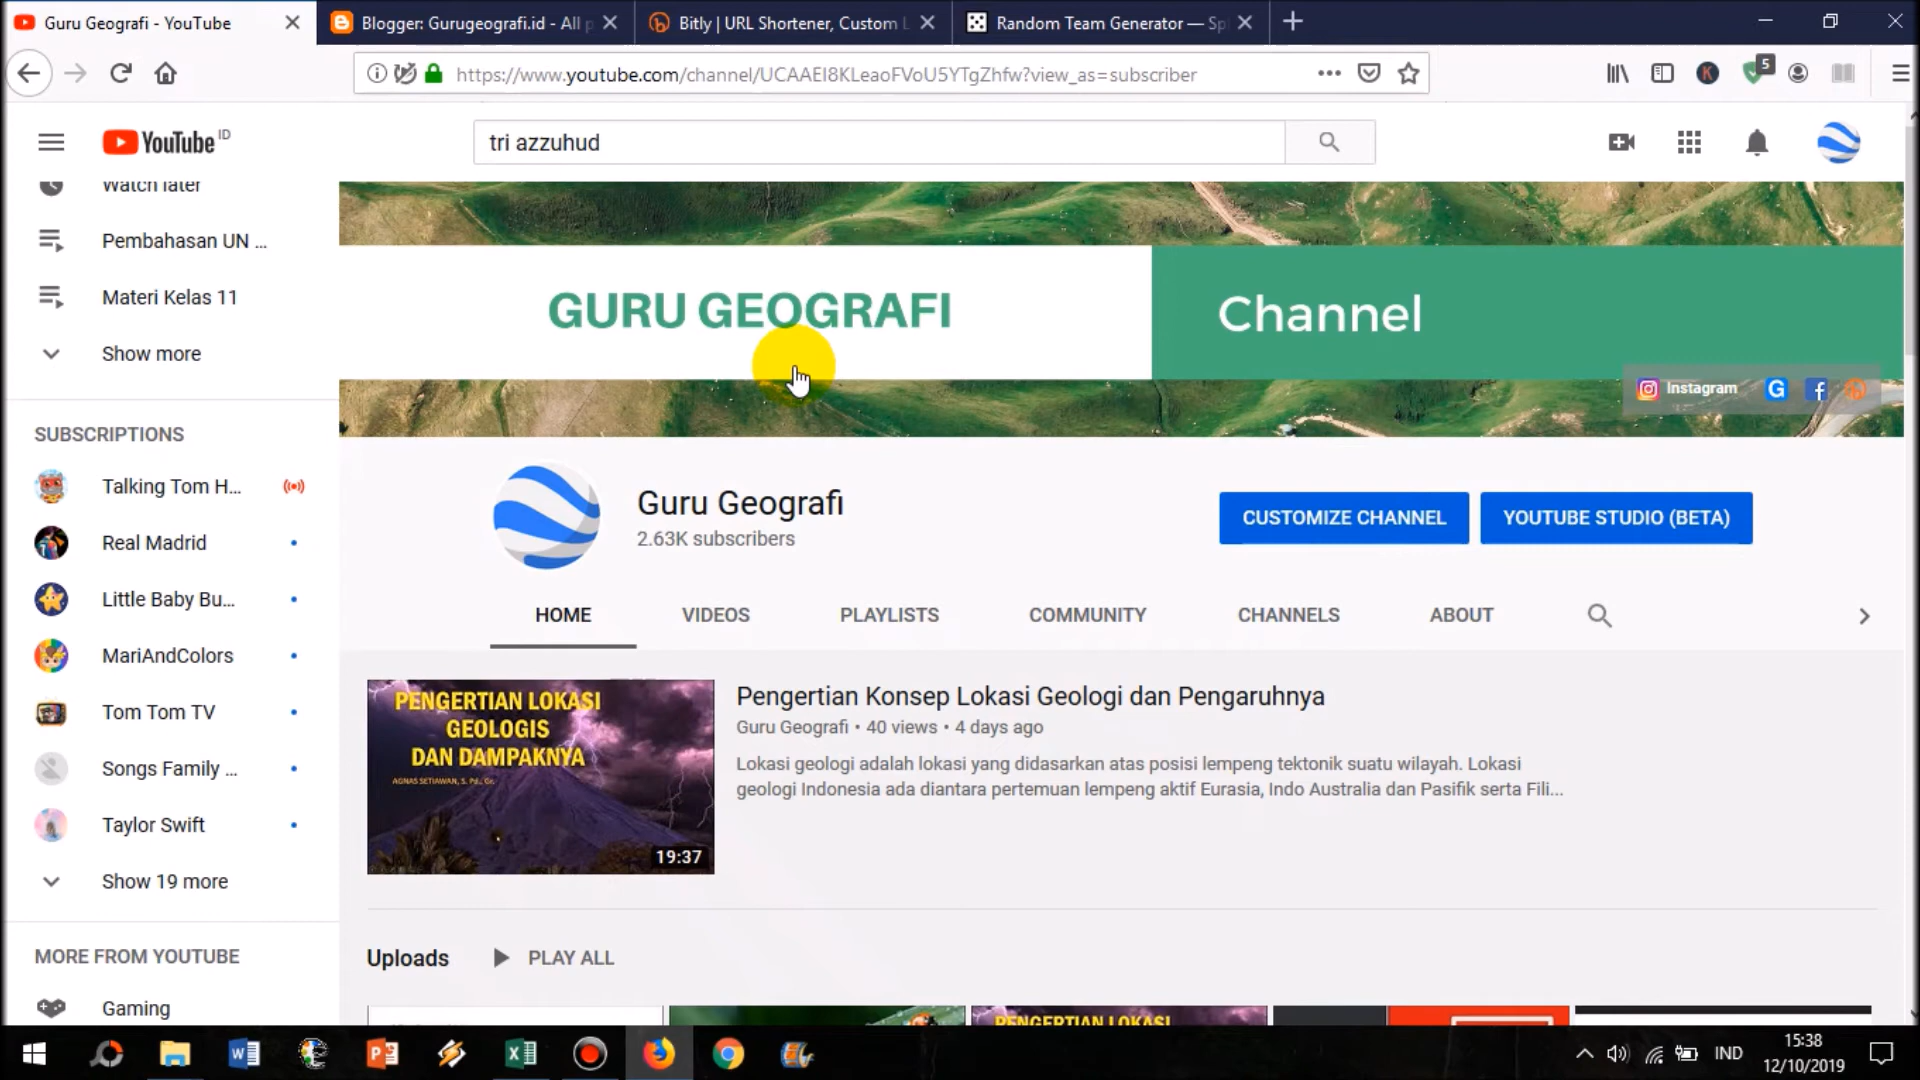 Guru Geografi - YouTube
Blogger: Gurugeografi.id - All p
Bitly | URL Shortener, Custom L
Random Team Generator — Sp
https://www.youtube.com/channel/UCAAEI8KLeaoFVoU5YTgZhfw?view_as=subscriber
5
YouTube ID
tri azzuhud
Watch later
Pembahasan UN ...
Materi Kelas 11
Show more
SUBSCRIPTIONS
Talking Tom H...
Real Madrid
Little Baby Bu...
MariAndColors
Tom Tom TV
Songs Family ...
Taylor Swift
Show 19 more
MORE FROM YOUTUBE
Gaming
GURU GEOGRAFI
Channel
Instagram
Guru Geografi
2.63K subscribers
CUSTOMIZE CHANNEL
YOUTUBE STUDIO (BETA)
HOME
VIDEOS
PLAYLISTS
COMMUNITY
CHANNELS
ABOUT
PENGERTIAN LOKASI
GEOLOGIS
DAN DAMPAKNYA
AGNAS SETIAWAN, S. Pd., Gr.
19:37
Pengertian Konsep Lokasi Geologi dan Pengaruhnya
Guru Geografi • 40 views • 4 days ago
Lokasi geologi adalah lokasi yang didasarkan atas posisi lempeng tektonik suatu wilayah. Lokasi
geologi Indonesia ada diantara pertemuan lempeng aktif Eurasia, Indo Australia dan Pasifik serta Fili...
Uploads
PLAY ALL
PENGERTIAN LOKASI
IND
15:38
12/10/2019